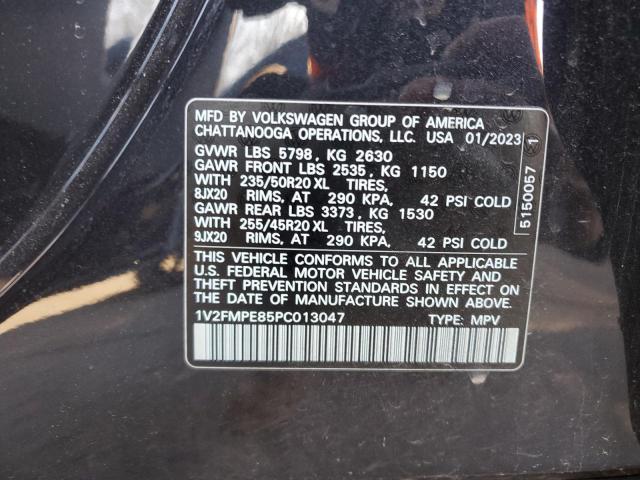 MFD BY VOLKSWAGEN GROUP OF AMERICA
CHATTANOOGA OPERATIONS, LLC. USA 01/2023
GVWR LBS 5798 , KG 2630
GAWR FRONT LBS 2535 , KG 1150
WITH 235/50R20 XL TIRES,
8JX20 RIMS, AT 290 KPA, 42 PSI COLD
GAWR REAR LBS 3373 , KG 1530
WITH 255/45R20 XL TIRES,
9JX20 RIMS, AT 290 KPA, 42 PSI COLD
THIS VEHICLE CONFORMS TO ALL APPLICABLE
U.S. FEDERAL MOTOR VEHICLE SAFETY AND
THEFT PREVENTION STANDARDS IN EFFECT ON
THE DATE OF MANUFACTURE SHOWN ABOVE.
1V2FMPE85PC013047 TYPE: MPV
5150057 1